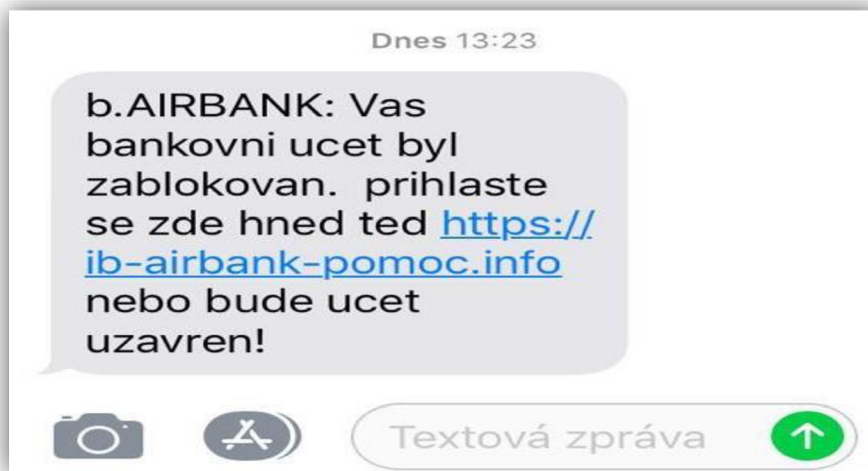 Dnes 13:23
b.AIRBANK: Vas
bankovni ucet byl
zablokovan.  prihlaste
se zde hned ted https://
ib-airbank-pomoc.info
nebo bude ucet
uzavren!
Textová zpráva